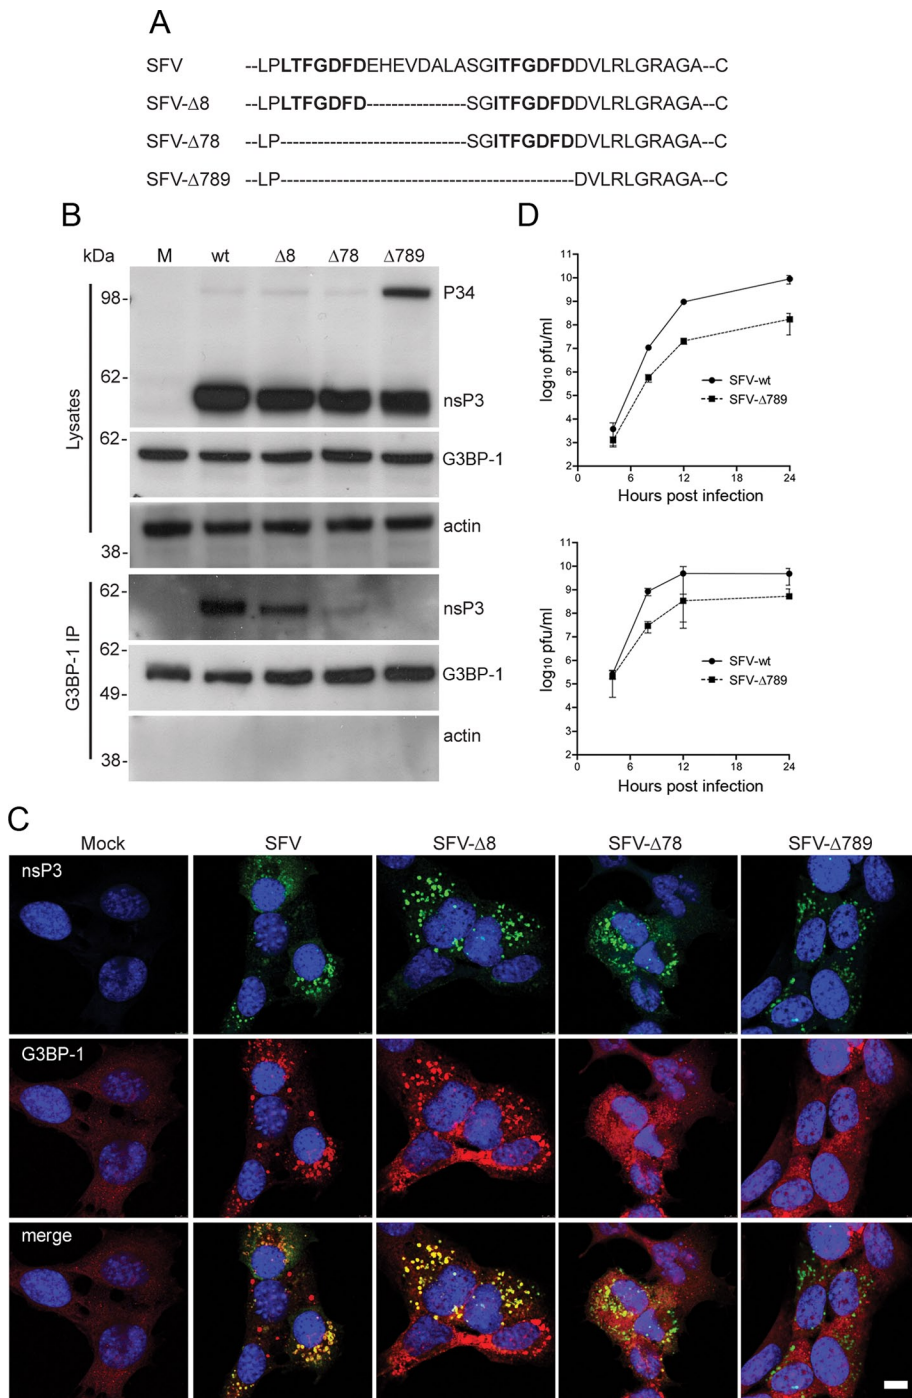 A
SFV --LPLTFGDFDEHEVDALASGITFGDFDDVLRLGRAGA--C
SFV-Δ8 --LPLTFGDFD----------------SGITFGDFDDVLRLGRAGA--C
SFV-Δ78 --LP------------------------------SGITFGDFDDVLRLGRAGA--C
SFV-Δ789 --LP-----------------------------------------------DVLRLGRAGA--C
B
kDa M wt Δ8 Δ78 Δ789
Lysates
98- P34
62-
nsP3
62-
G3BP-1
actin
38-
G3BP-1 IP
62-
nsP3
62-
G3BP-1
49-
actin
38-
D
log10 pfu/ml
11
10
9
8
7
6
5
4
3
2
SFV-wt
SFV-Δ789
0 6 12 18 24
Hours post infection
log10 pfu/ml
11
10
9
8
7
6
5
4
3
2
SFV-wt
SFV-Δ789
0 6 12 18 24
Hours post infection
C
Mock SFV SFV-Δ8 SFV-Δ78 SFV-Δ789
nsP3
G3BP-1
merge